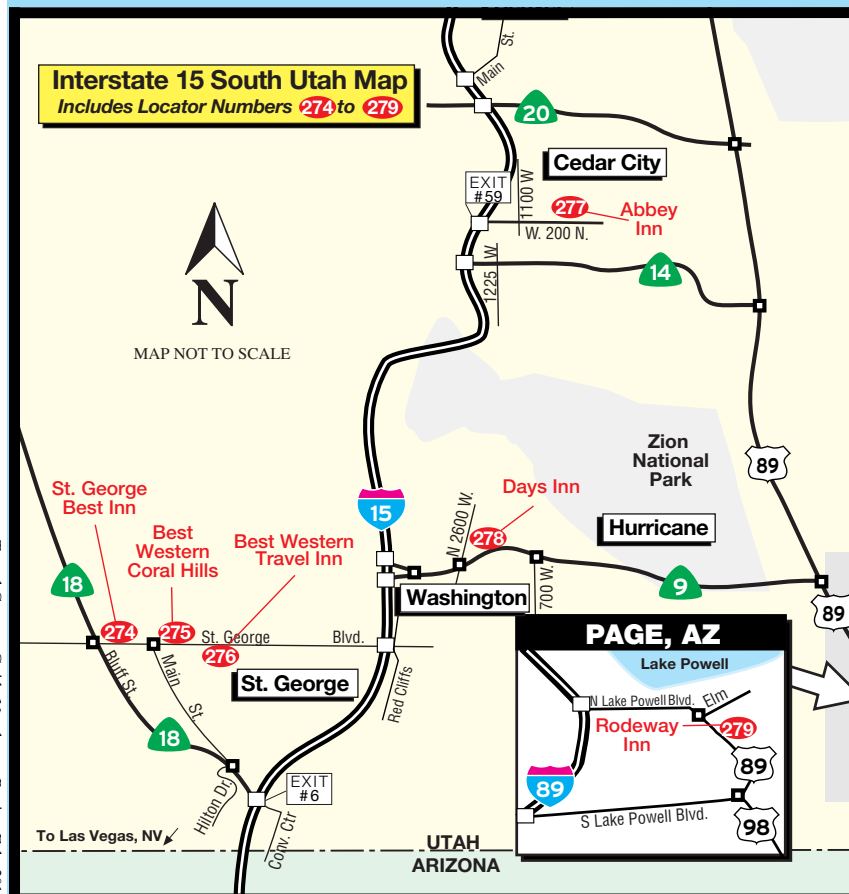 Interstate 15 South Utah Map
Includes Locator Numbers 274 to 279
Main St.
20
Cedar City
EXIT
#59
1100 W
277
Abbey
Inn
W. 200 N.
1225 W
14
N
MAP NOT TO SCALE
Zion
National
Park
89
St. George
Best Inn
Best
Western
Coral Hills
Best Western
Travel Inn
15
N 2600 W.
278
Days Inn
Hurricane
18
Washington
700 W.
9
89
274
275
St. George Blvd.
276
Bluff St.
Main St.
St. George
Red Cliffs
18
Hilton Dr.
EXIT
#6
Conv. Ctr
To Las Vegas, NV
UTAH
ARIZONA
PAGE, AZ
Lake Powell
N Lake Powell Blvd.
Elm
Rodeway
Inn
279
89
89
S Lake Powell Blvd.
98